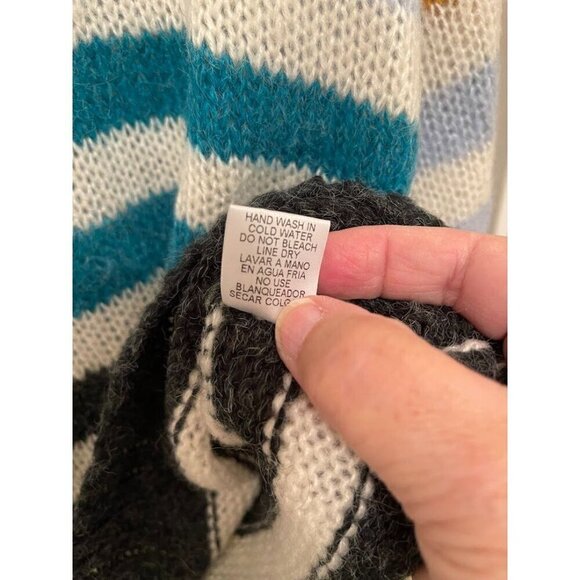 HAND WASH IN
COLD WATER
DO NOT BLEACH
LINE DRY
LAVAR A MANO
EN AGUA FRIA
NO USE
BLANQUEADOR
SECAR